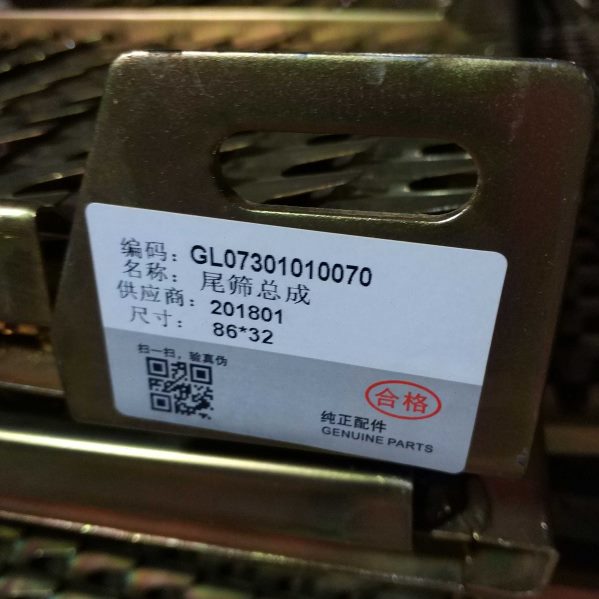 编码: GL07301010070
名称: 尾筛总成
供应商: 201801
尺寸: 86*32
扫一扫，验真伪
合格
纯正配件
GENUINE PARTS